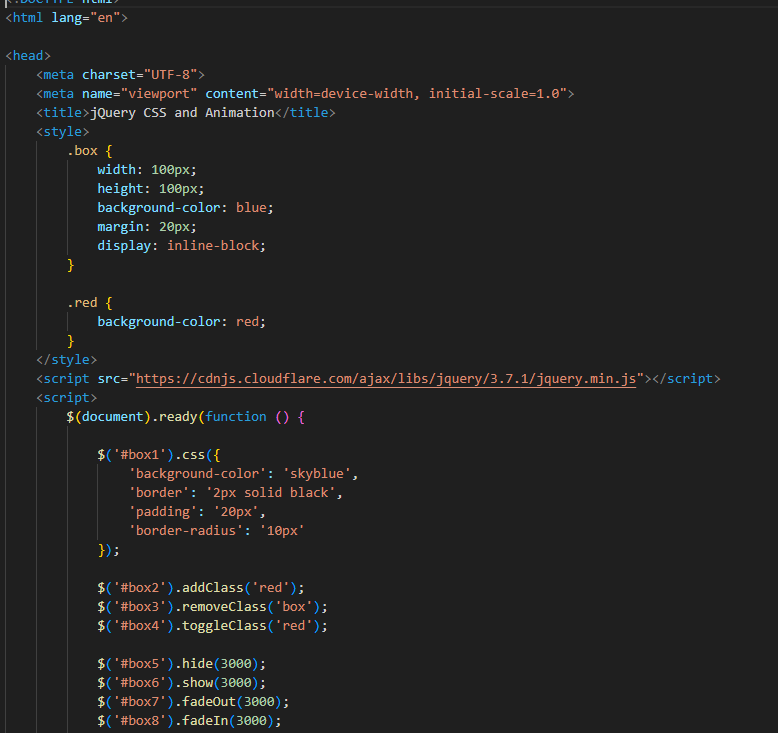 <!DOCTYPE html>
<html lang="en">
<head>
<meta charset="UTF-8">
<meta name="viewport" content="width=device-width, initial-scale=1.0">
<title>jQuery CSS and Animation</title>
<style>
.box {
width: 100px;
height: 100px;
background-color: blue;
margin: 20px;
display: inline-block;
}
.red {
background-color: red;
}
</style>
<script src="https://cdnjs.cloudflare.com/ajax/libs/jquery/3.7.1/jquery.min.js"></script>
<script>
$(document).ready(function () {
$('#box1').css({
'background-color': 'skyblue',
'border': '2px solid black',
'padding': '20px',
'border-radius': '10px'
});
$('#box2').addClass('red');
$('#box3').removeClass('box');
$('#box4').toggleClass('red');
$('#box5').hide(3000);
$('#box6').show(3000);
$('#box7').fadeOut(3000);
$('#box8').fadeIn(3000);